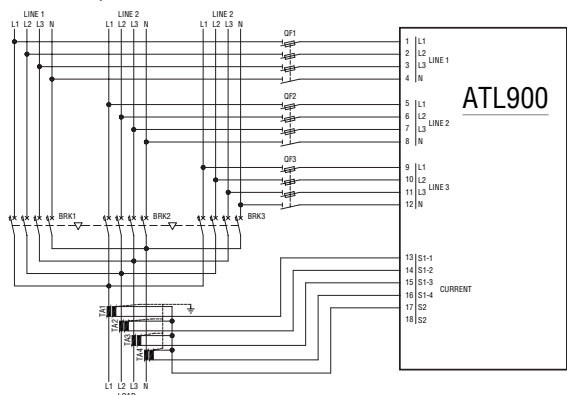 LINE 1 LINE 2 LINE 2
L1 L2 L3 N L1 L2 L3 N L1 L2 L3 N
QF1
1 L1
2 L2
3 L3
4 N
LINE 1
ATL900
QF2
5 L1
6 L2
7 L3
8 N
LINE 2
QF3
9 L1
10 L2
11 L3
12 N
LINE 3
BRK1 BRK2 BRK3
13 S1-1
14 S1-2
15 S1-3
16 S1-4
17 S2
18 S2
CURRENT
TA1
TA2
TA3
TA4
L1 L2 L3 N